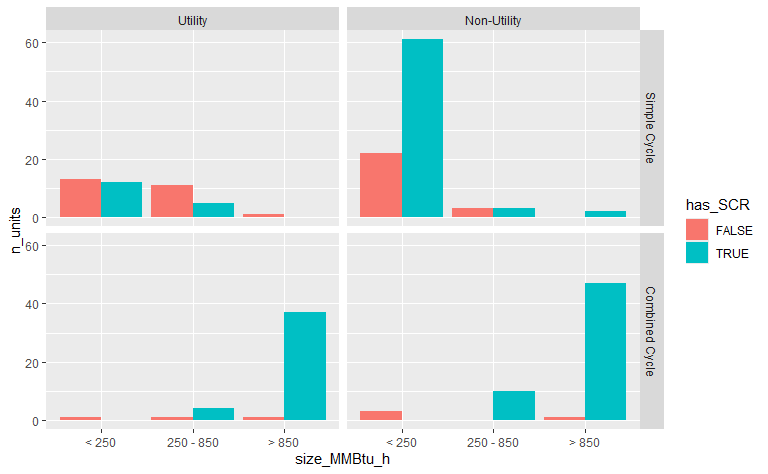 Utility
Non-Utility
60
40
20
0
Simple Cycle
60
40
20
0
Combined Cycle
n_units
< 250
250 - 850
> 850
< 250
250 - 850
> 850
size_MMBtu_h
has_SCR
FALSE
TRUE